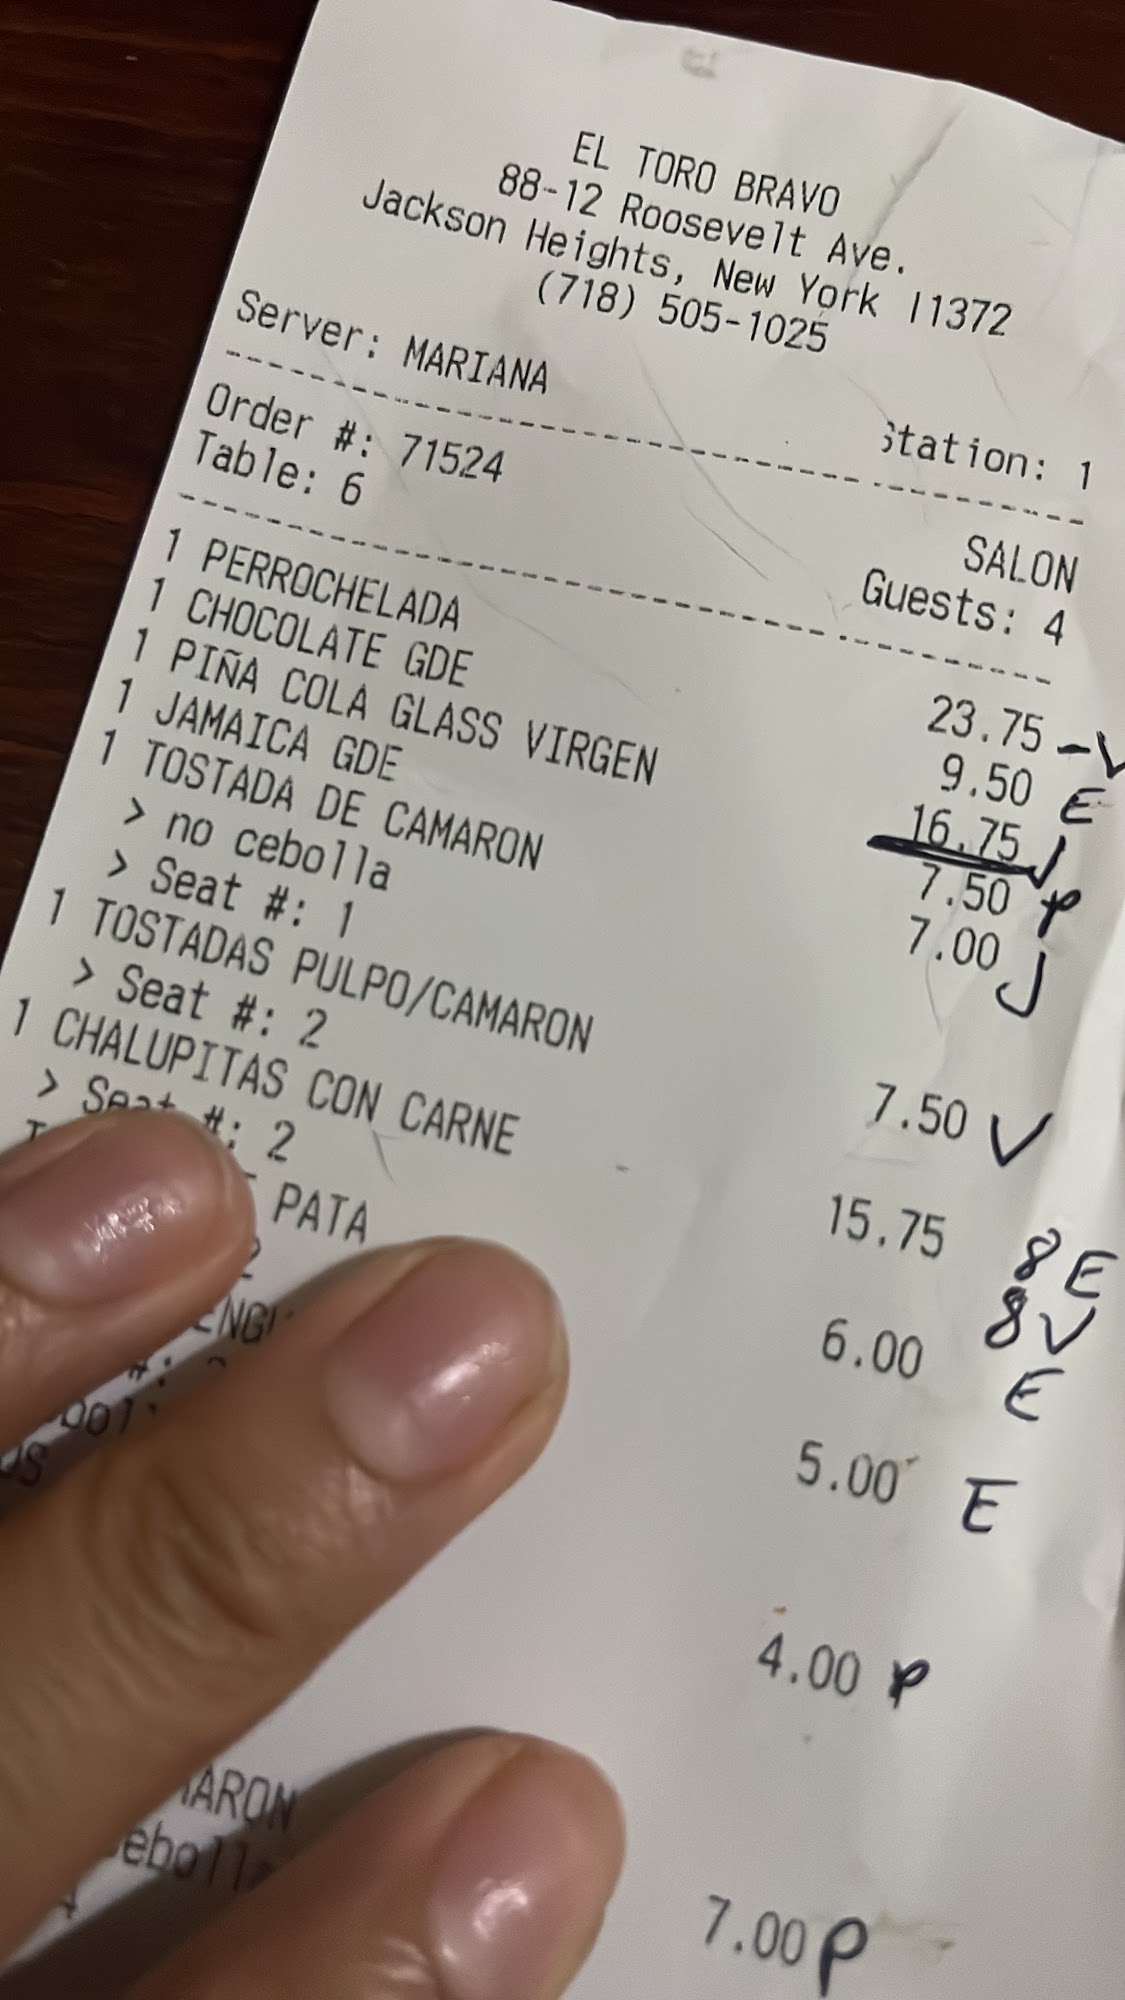 EL TORO BRAVO
88-12 Roosevelt Ave.
Jackson Heights, New York 11372
(718) 505-1025
Server: MARIANA Station: 1
Order #: 71524 SALON
Table: 6 Guests: 4
1 PERROCHELADA 23.75 - V
1 CHOCOLATE GDE 9.50 E
1 PIÑA COLA GLASS VIRGEN 16.75 J
1 JAMAICA GDE 7.50 P
1 TOSTADA DE CAMARON 7.00 J
> no cebolla
> Seat #: 1
1 TOSTADAS PULPO/CAMARON 7.50 V
> Seat #: 2
1 CHALUPITAS CON CARNE 15.75 8 E
> Seat #: 2 8 V
PATA 6.00 E
5.00 E
4.00 P
7.00 P